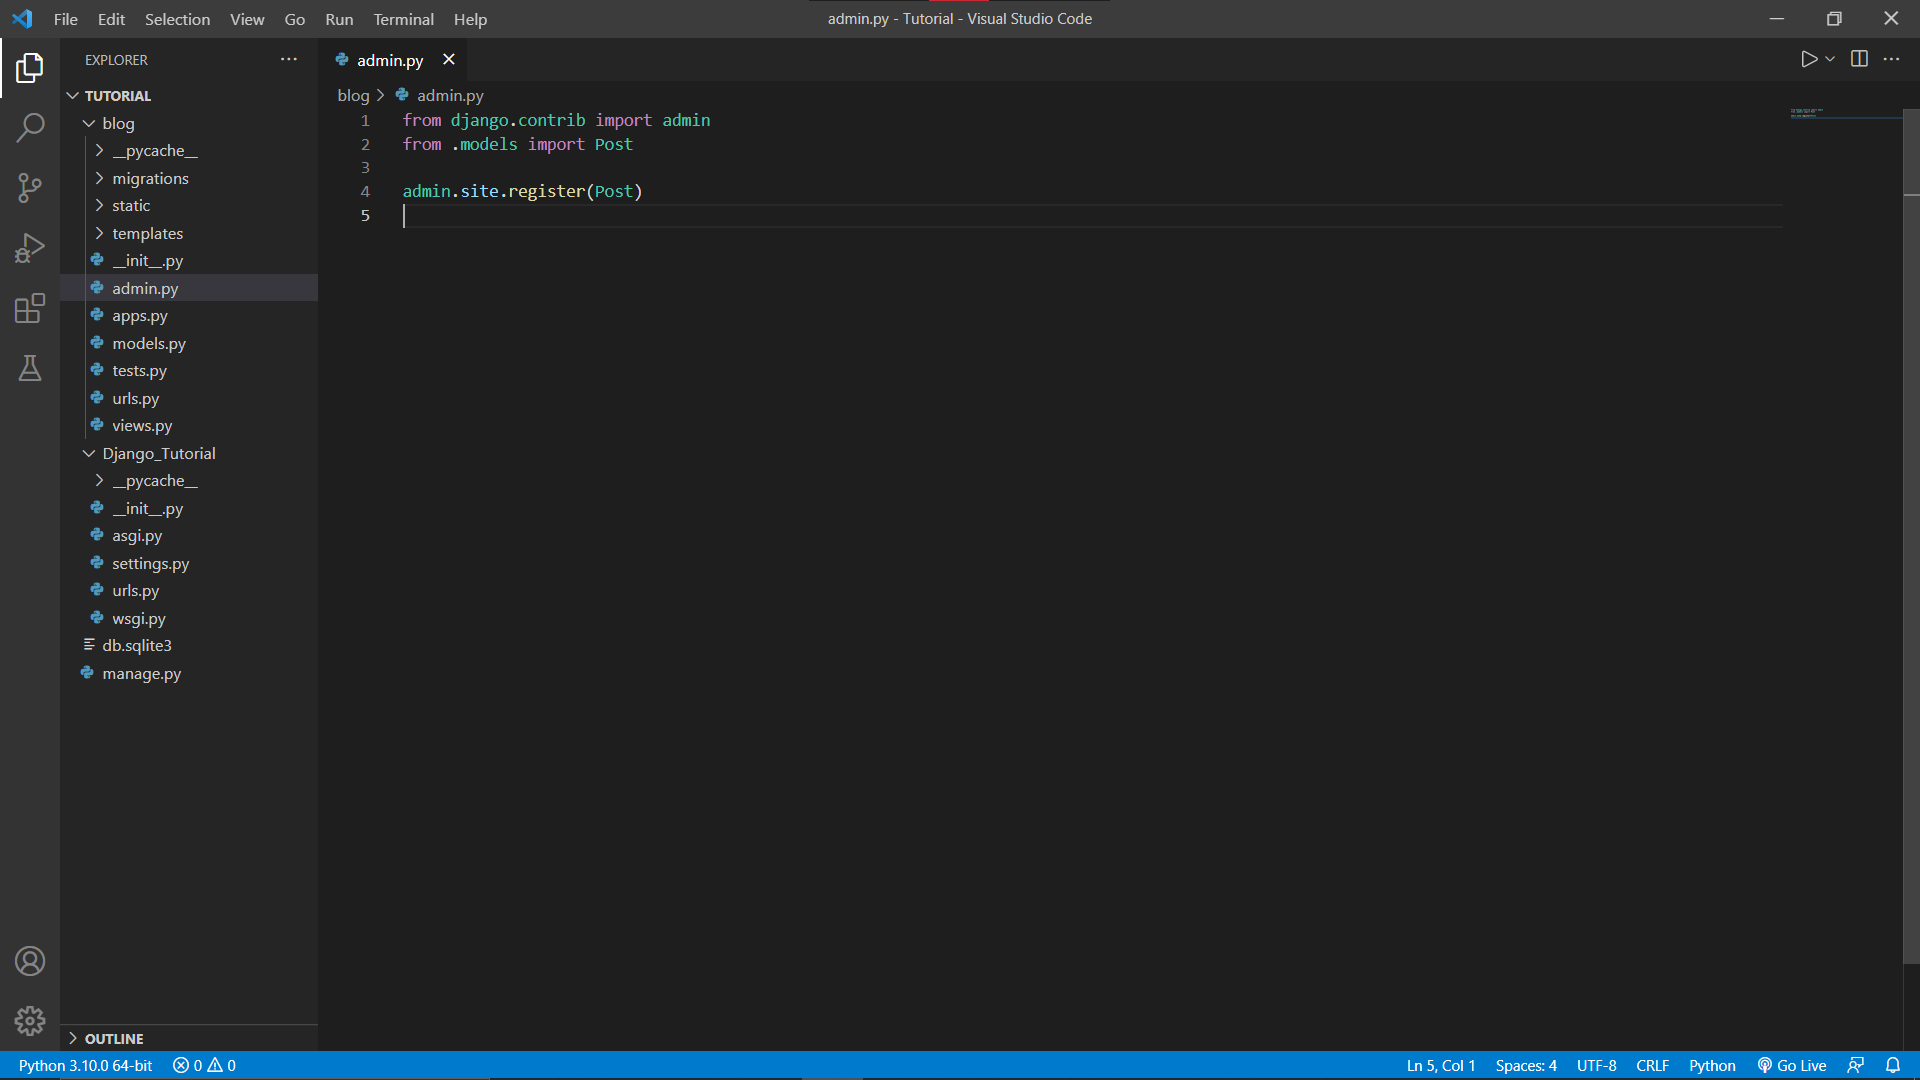 File Edit Selection View Go Run Terminal Help
admin.py - Tutorial - Visual Studio Code
EXPLORER
TUTORIAL
blog
__pycache__
migrations
static
templates
__init__.py
admin.py
apps.py
models.py
tests.py
urls.py
views.py
Django_Tutorial
__pycache__
__init__.py
asgi.py
settings.py
urls.py
wsgi.py
db.sqlite3
manage.py
OUTLINE
admin.py
blog > admin.py
1 from django.contrib import admin
2 from .models import Post
3
4 admin.site.register(Post)
5
Python 3.10.0 64-bit 0 0
Ln 5, Col 1 Spaces: 4 UTF-8 CRLF Python Go Live